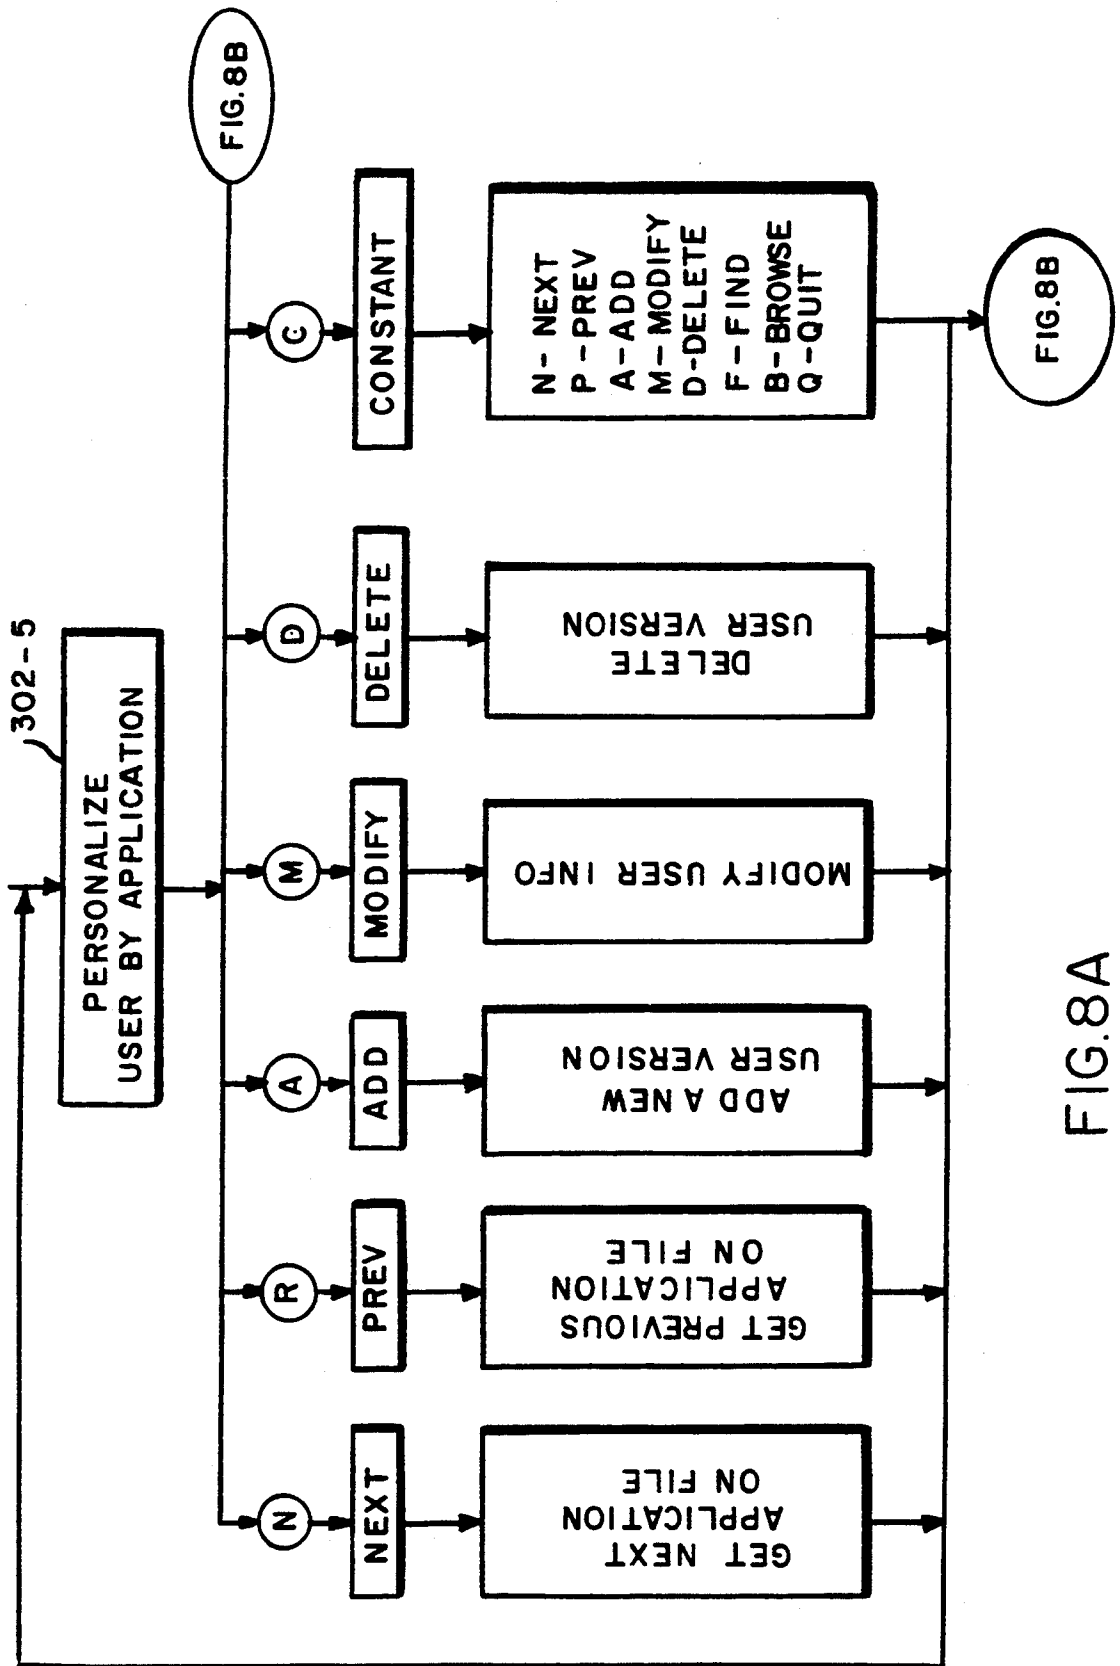 302-5
PERSONALIZE
USER BY APPLICATION
FIG.8B
N
R
A
M
D
C
NEXT
PREV
ADD
MODIFY
DELETE
CONSTANT
GET NEXT
APPLICATION
ON FILE
GET PREVIOUS
APPLICATION
ON FILE
ADD A NEW
USER VERSION
MODIFY USER INFO
DELETE
USER VERSION
N-NEXT
P-PREV
A-ADD
M-MODIFY
D-DELETE
F-FIND
B-BROWSE
Q-QUIT
FIG.8B
FIG.8A